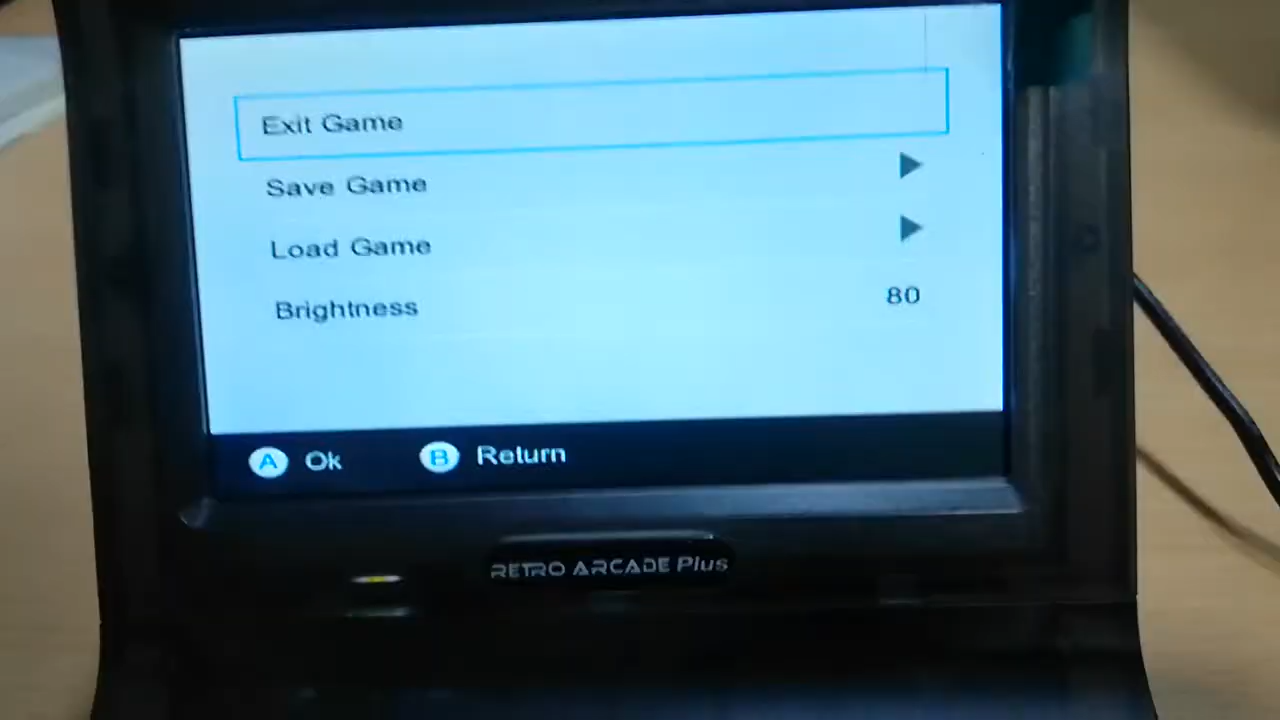 Exit Game
Save Game
Load Game
Brightness 80
A Ok B Return
RETRO ARCADE Plus